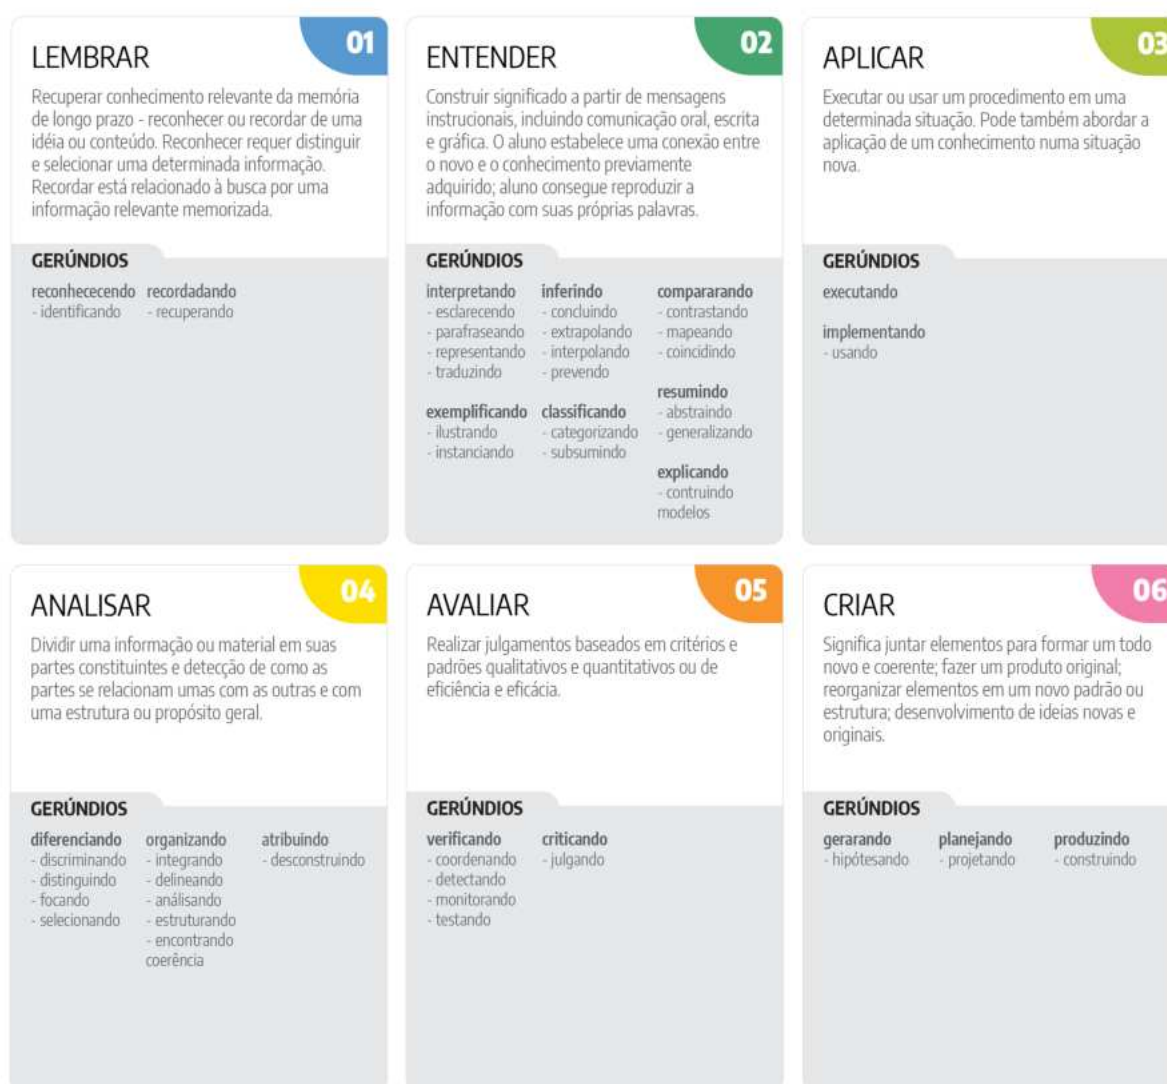 01
LEMBRAR
Recuperar conhecimento relevante da memória
de longo prazo - reconhecer ou recordar de uma
idéia ou conteúdo. Reconhecer requer distinguir
e selecionar uma determinada informação.
Recordar está relacionado à busca por uma
informação relevante memorizada.
GERÚNDIOS
reconhececendo recordadando
- identificando - recuperando
02
ENTENDER
Construir significado a partir de mensagens
instrucionais, incluindo comunicação oral, escrita
e gráfica. O aluno estabelece uma conexão entre
o novo e o conhecimento previamente
adquirido; aluno consegue reproduzir a
informação com suas próprias palavras.
GERÚNDIOS
interpretando
- esclarecendo
- parafraseando
- representando
- traduzindo
exemplificando
- ilustrando
- instanciando
inferindo
- concluindo
- extrapolando
- interpolando
- prevendo
classificando
- categorizando
- subsumindo
compararando
- contrastando
- mapeando
- coincidindo
resumindo
- abstraindo
- generalizando
explicando
- contruindo
modelos
03
APLICAR
Executar ou usar um procedimento em uma
determinada situação. Pode também abordar a
aplicação de um conhecimento numa situação
nova.
GERÚNDIOS
executando
implementando
- usando
04
ANALISAR
Dividir uma informação ou material em suas
partes constituintes e detecção de como as
partes se relacionam umas com as outras e com
uma estrutura ou propósito geral.
GERÚNDIOS
diferenciando
- discriminando
- distinguindo
- focando
- selecionando
organizando
- integrando
- delineando
- análisando
- estruturando
- encontrando
coerência
atribuindo
- desconstruindo
05
AVALIAR
Realizar julgamentos baseados em critérios e
padrões qualitativos e quantitativos ou de
eficiência e eficácia.
GERÚNDIOS
verificando
- coordenando
- detectando
- monitorando
- testando
criticando
- julgando
06
CRIAR
Significa juntar elementos para formar um todo
novo e coerente; fazer um produto original;
reorganizar elementos em um novo padrão ou
estrutura; desenvolvimento de ideias novas e
originais.
GERÚNDIOS
gerarando
- hipótesando
planejando
- projetando
produzindo
- construindo